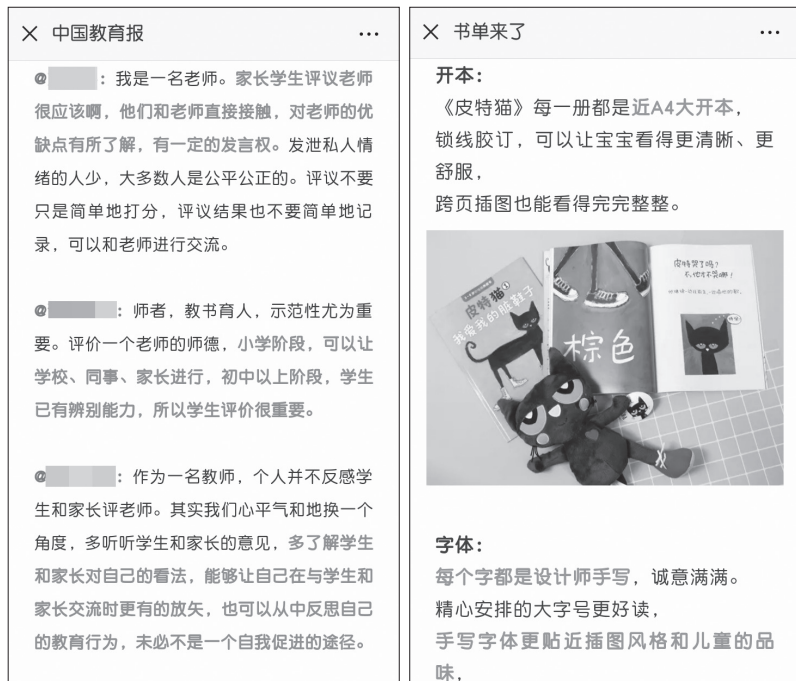 中国教育报
@ ：我是一名老师。家长学生评议老师
很应该啊，他们和老师直接接触，对老师的优
缺点有所了解，有一定的发言权。发泄私人情
绪的人少，大多数人是公平公正的。评议不要
只是简单地打分，评议结果也不要简单地记
录，可以和老师进行交流。
@ ：师者，教书育人，示范性尤为重
要。评价一个老师的师德，小学阶段，可以让
学校、同事、家长进行，初中以上阶段，学生
已有辨别能力，所以学生评价很重要。
@ ：作为一名教师，个人并不反感学
生和家长评老师。其实我们心平气和地换一个
角度，多听听学生和家长的意见，多了解学生
和家长对自己的看法，能够让自己在与学生和
家长交流时更有的放矢，也可以从中反思自己
的教育行为，未必不是一个自我促进的途径。
书单来了
开本：
《皮特猫》每一册都是近A4大开本，
锁线胶订，可以让宝宝看得更清晰、更
舒服，
跨页插图也能看得完完整整。
皮特猫
我爱我的脏鞋子
棕色
皮特哭了吗？
不，他才不哭哪！
字体：
每个字都是设计师手写，诚意满满。
精心安排的大字号更好读，
手写字体更贴近插图风格和儿童的品
味，